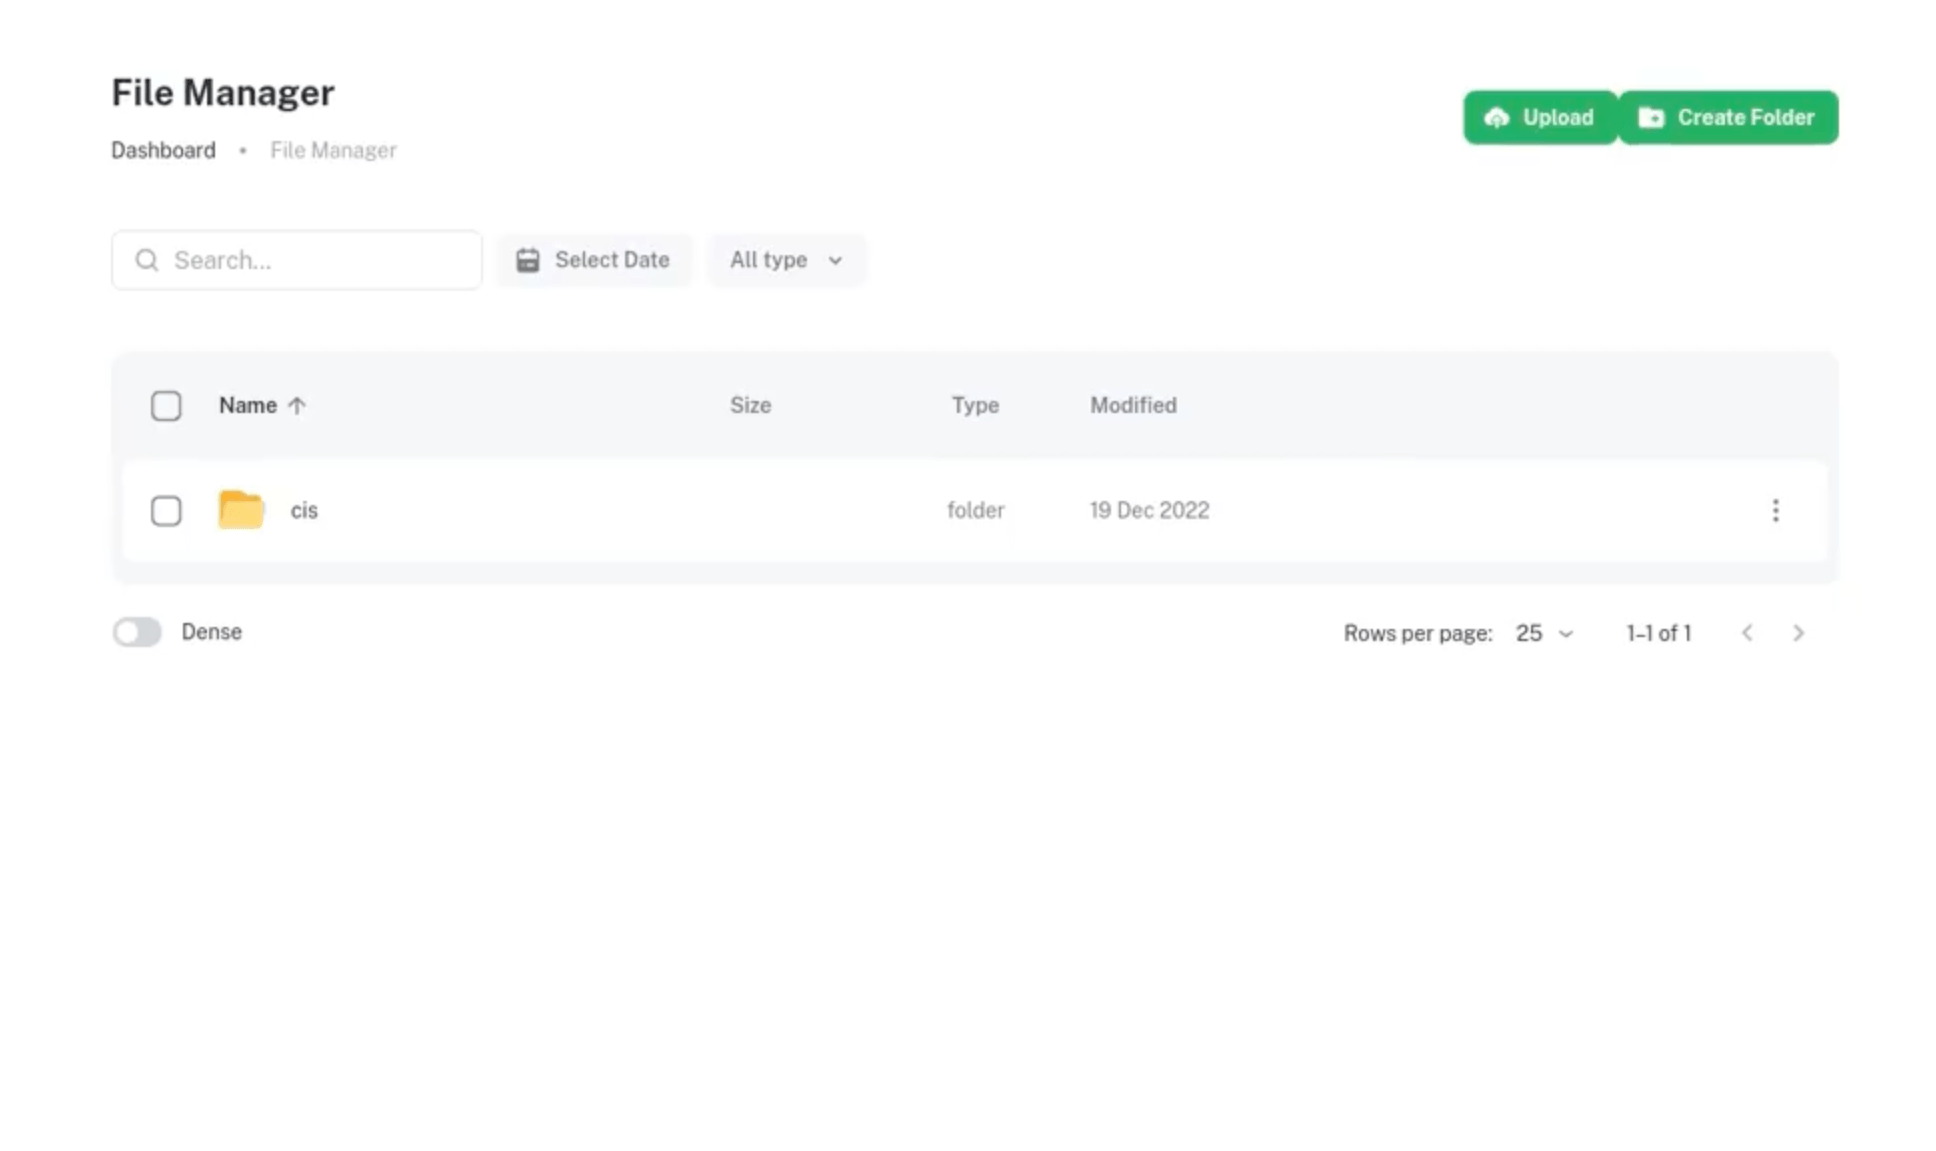 File Manager
Upload
Create Folder
Dashboard • File Manager
Search...
Select Date
All type
Name
Size
Type
Modified
cis
folder
19 Dec 2022
Dense
Rows per page: 25
1–1 of 1